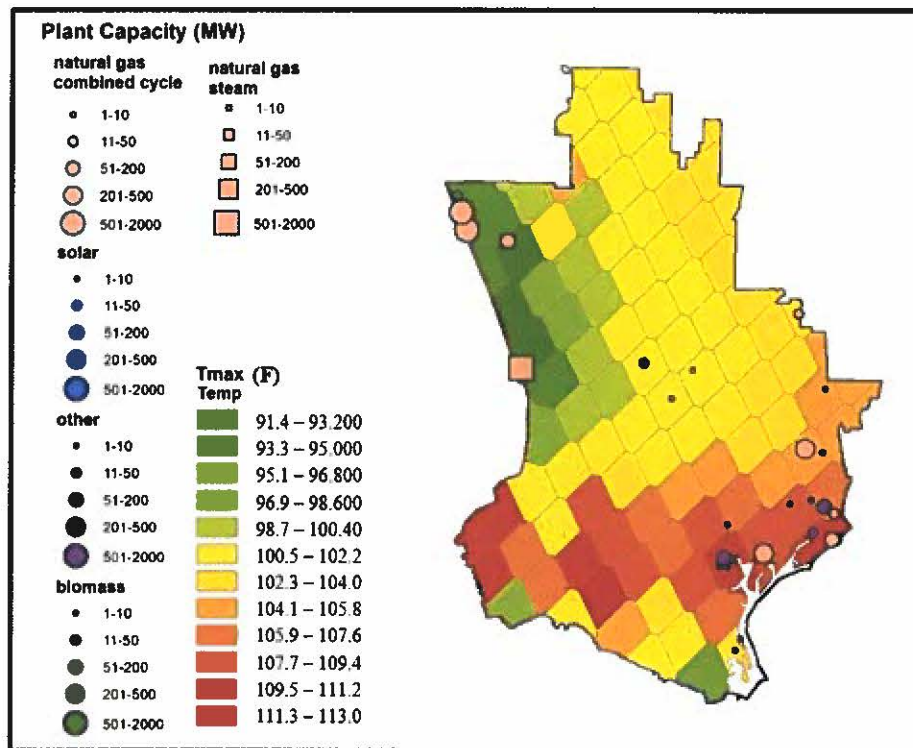 Plant Capacity (MW)
natural gas
combined cycle
1-10
11-50
51-200
201-500
501-2000
natural gas
steam
1-10
11-50
51-200
201-500
501-2000
solar
1-10
11-50
51-200
201-500
501-2000
other
1-10
11-50
51-200
201-500
501-2000
biomass
1-10
11-50
51-200
201-500
501-2000
Tmax (F)
Temp
91.4 – 93.200
93.3 – 95.000
95.1 – 96.800
96.9 – 98.600
98.7 – 100.40
100.5 – 102.2
102.3 – 104.0
104.1 – 105.8
105.9 – 107.6
107.7 – 109.4
109.5 – 111.2
111.3 – 113.0